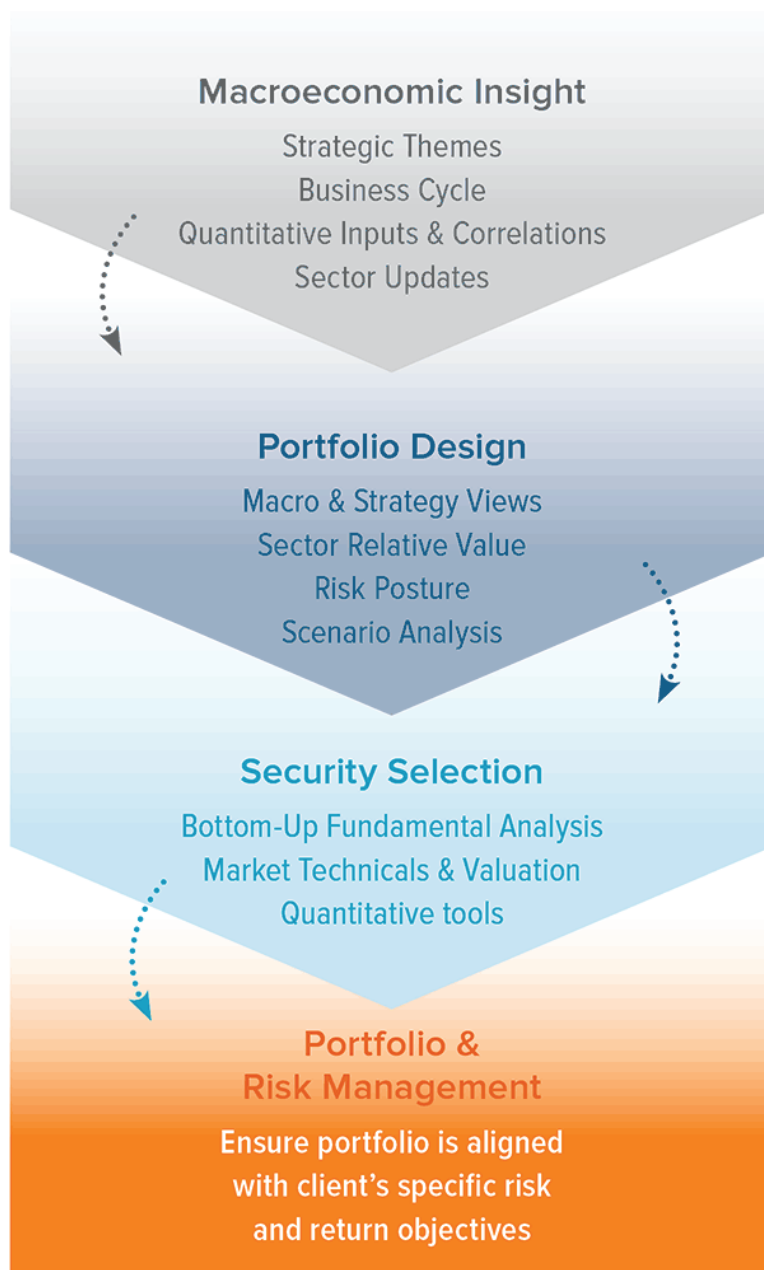 Macroeconomic Insight
Strategic Themes
Business Cycle
Quantitative Inputs & Correlations
Sector Updates
Portfolio Design
Macro & Strategy Views
Sector Relative Value
Risk Posture
Scenario Analysis
Security Selection
Bottom-Up Fundamental Analysis
Market Technicals & Valuation
Quantitative tools
Portfolio &
Risk Management
Ensure portfolio is aligned
with client's specific risk
and return objectives